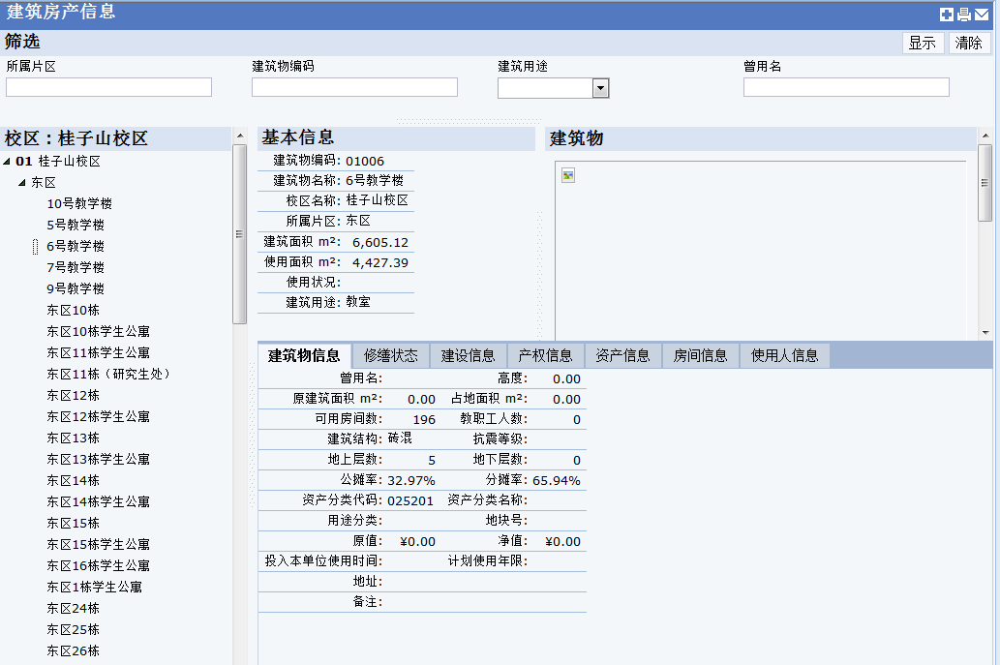 建筑房产信息
筛选
显示 清除
所属片区 建筑物编码 建筑用途 曾用名
校区：桂子山校区
01 桂子山校区
东区
10号教学楼
5号教学楼
6号教学楼
7号教学楼
9号教学楼
东区10栋
东区10栋学生公寓
东区11栋学生公寓
东区11栋（研究生处）
东区12栋
东区12栋学生公寓
东区13栋
东区13栋学生公寓
东区14栋
东区14栋学生公寓
东区15栋
东区15栋学生公寓
东区16栋学生公寓
东区1栋学生公寓
东区24栋
东区25栋
东区26栋
基本信息
建筑物编码: 01006
建筑物名称: 6号教学楼
校区名称: 桂子山校区
所属片区: 东区
建筑面积 m²: 6,605.12
使用面积 m²: 4,427.39
使用状况:
建筑用途: 教室
建筑物
建筑物信息 修缮状态 建设信息 产权信息 资产信息 房间信息 使用人信息
曾用名: 高度: 0.00
原建筑面积 m²: 0.00 占地面积 m²: 0.00
可用房间数: 196 教职工人数: 0
建筑结构: 砖混 抗震等级:
地上层数: 5 地下层数: 0
公摊率: 32.97% 分摊率: 65.94%
资产分类代码: 025201 资产分类名称:
用途分类: 地块号:
原值: ¥0.00 净值: ¥0.00
投入本单位使用时间: 计划使用年限:
地址:
备注: